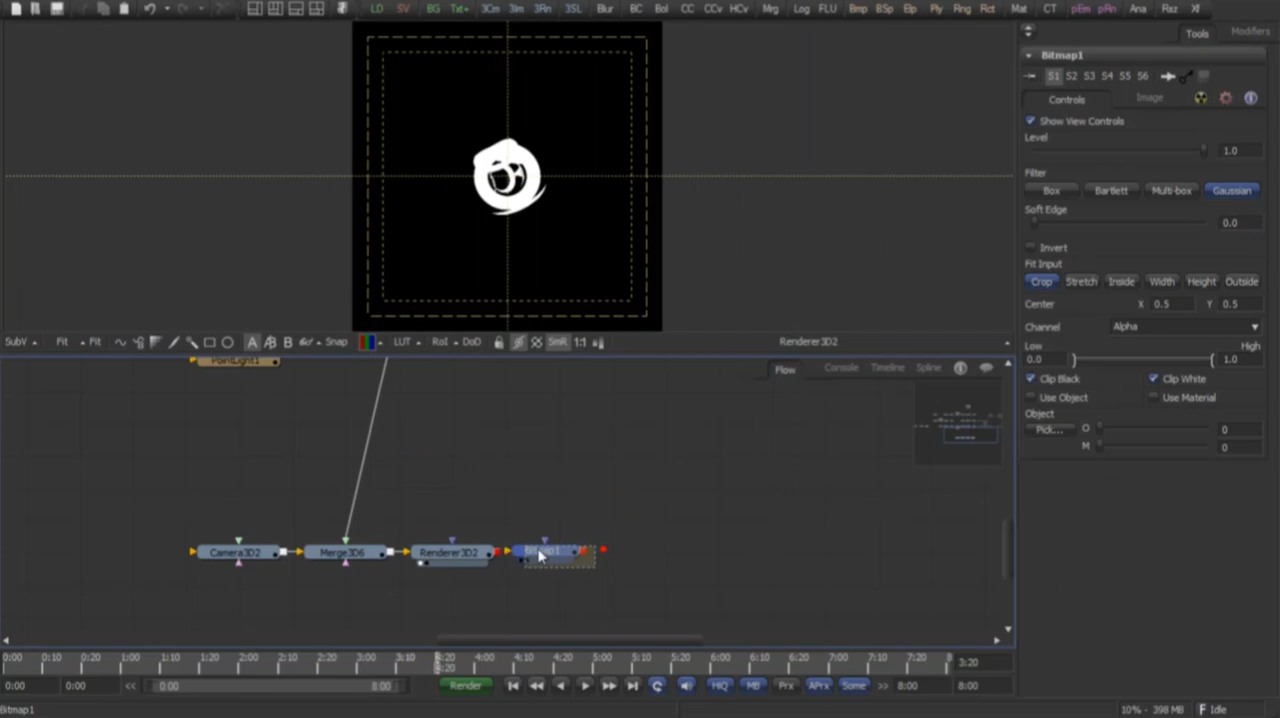 LD SV BG Txt+ 3Cm 3Im 3Rn 3SL Blur BC Bol CC CCv HCv Mrg Log FLU Bmp BSp Elp Ply Rng Rct Mat CT pEm pRn Ana Rsz Xf
Tools Modifiers
Bitmap1
S1 S2 S3 S4 S5 S6
Controls Image
Show View Controls
Level
1.0
Filter
Box Bartlett Multi-box Gaussian
Soft Edge
0.0
Invert
Fit Input
Crop Stretch Inside Width Height Outside
Center X 0.5 Y 0.5
Channel Alpha
Low High
0.0 1.0
Clip Black Clip White
Use Object Use Material
Object
Pick... O 0
M 0
SubV Fit Fit A B Snap LUT RoI DoD SmR 1:1 Renderer3D2
PointLight1
Flow Console Timeline Spline
Camera3D2 Merge3D6 Renderer3D2 Bitmap1
0:00 0:10 0:20 1:00 1:10 1:20 2:00 2:10 2:20 3:00 3:10 3:20 4:00 4:10 4:20 5:00 5:10 5:20 6:00 6:10 6:20 7:00 7:10 7:20 8 3:20
0:00 0:00 << 0:00 8:00 Render HiQ MB Prx APrx Some >> 8:00 8:00
Bitmap1 10% - 398 MB Idle